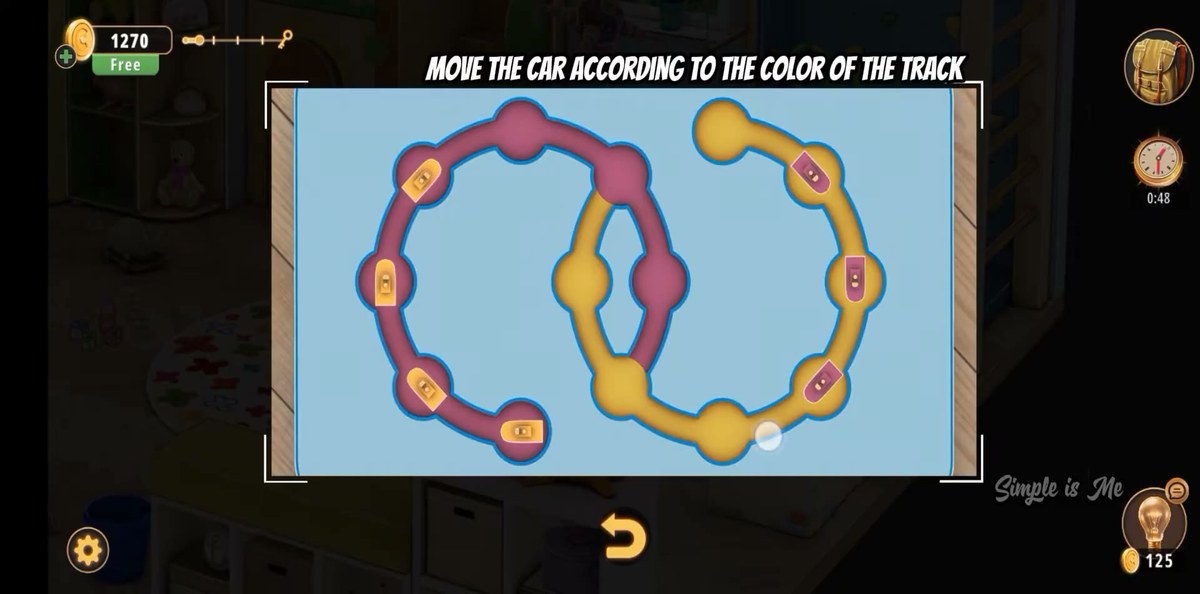 1270
Free
MOVE THE CAR ACCORDING TO THE COLOR OF THE TRACK
0:48
Simple is Me
125